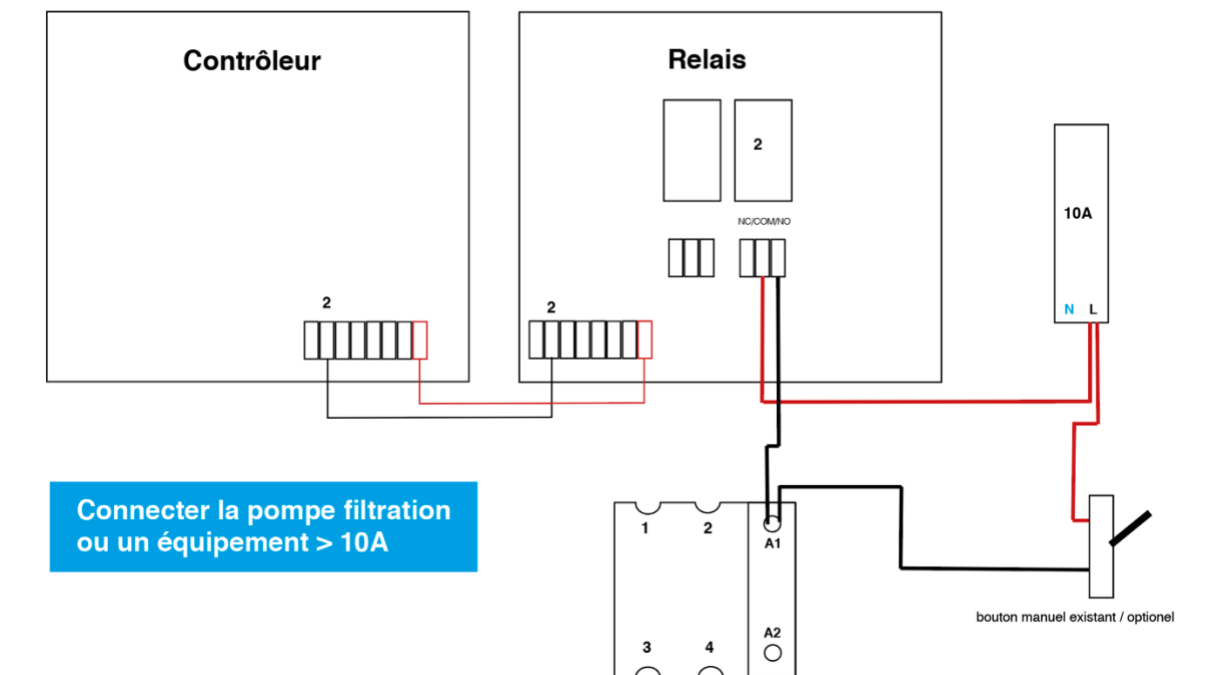 Contrôleur
Relais
2
10A
NC/COM/NO
2
2
N L
Connecter la pompe filtration
ou un équipement > 10A
1
2
A1
bouton manuel existant / optionel
A2
3
4